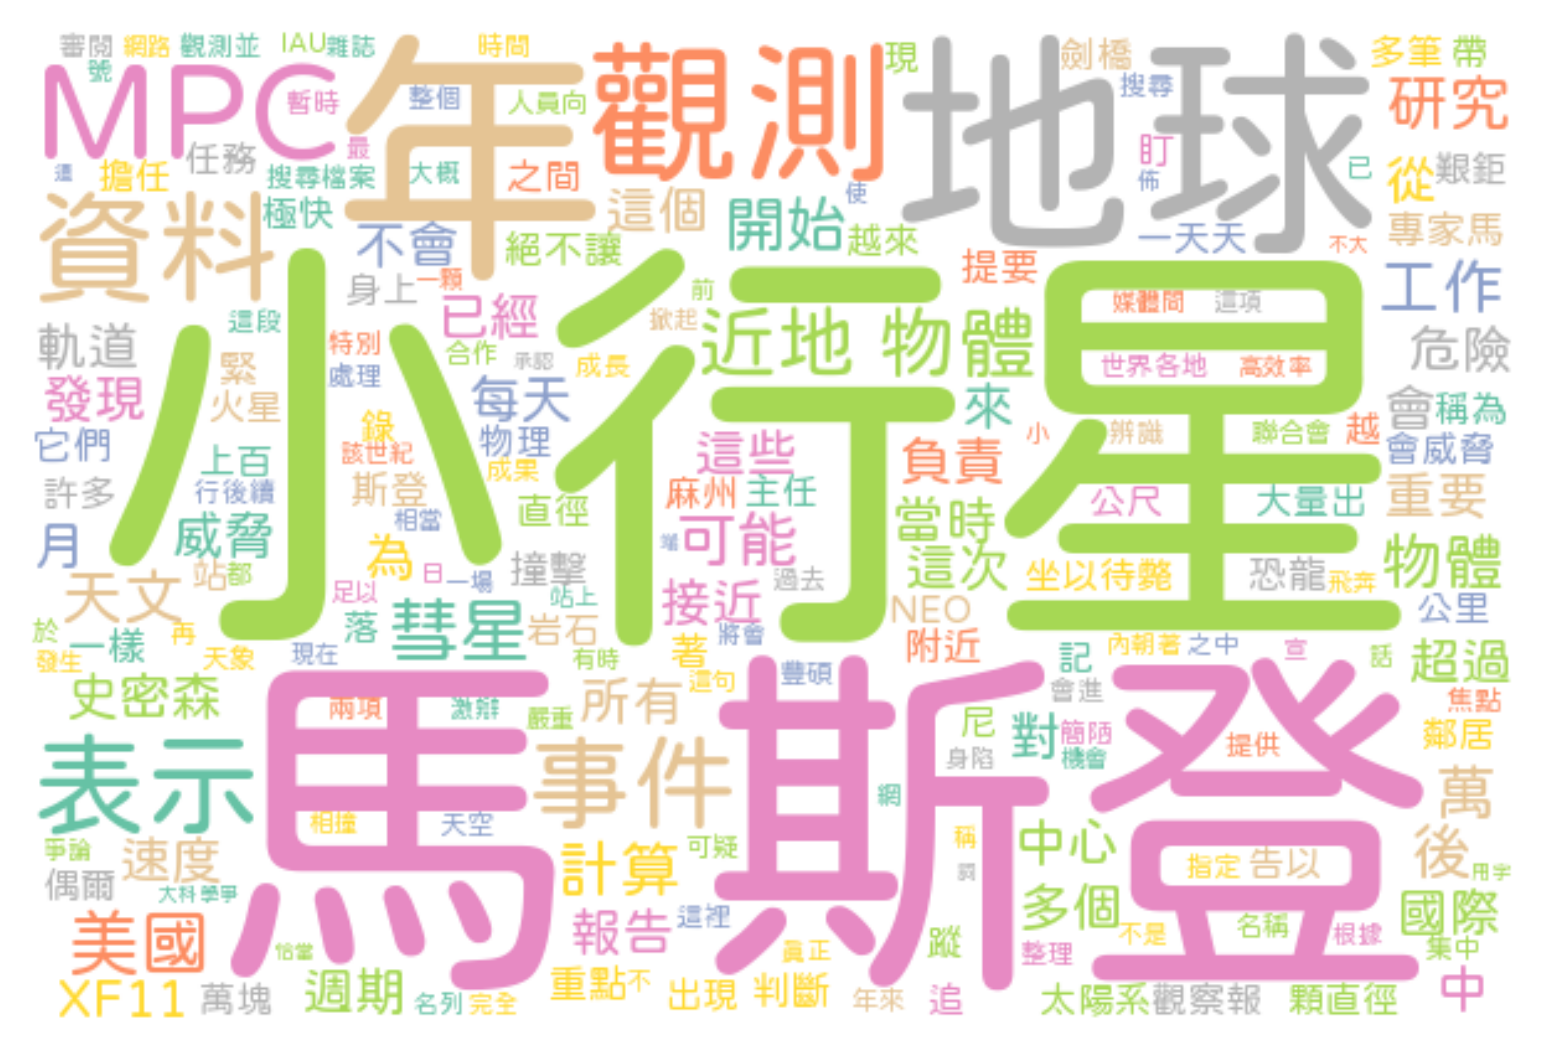 審閱 網路 觀測並 IAU 雜誌 時間 現 劍橋 多筆 帶
號 MPC 暫時 年 整個 人員向 觀測 地球 搜尋 研究
任務 最 盯 已
這 擔任 搜尋檔案 大概 之間 使 佈 從 艱鉅
資料 極快 這個 開始 越來 一天天 不大 專家馬
不會 絕不讓 提要 工作
身上 一顆 前 媒體問 這項
軌道 這段 已經 掀起 近地 物體 危險
小行星
特別 合作 承認 成長 世界各地 高效率
發現 緊 處理 每天 來 會 稱為
火星 錄 物理 小 辨識 聯合會 越
它們 上百 該世紀 成果 這些 負責 會威脅
許多 行後續 斯登 直徑 麻州 主任 公尺 大量出 重要
月 威脅 相當 可能 當時
為 撞擊 這次 物體
天文 站 都 日 一場 過去 坐以待斃 恐龍 飛奔
足以 站上 接近 NEO 公里
於 一樣 再 落 彗星 岩石 將會 附近 記 內朝著 之中 宣 話 超過
發生 天象 現在 有時 著 豐碩
史密森 兩項 激辯 嚴重 所有 這句 會進 焦點
馬斯登
尼 對 簡陋 提供 鄰居
表示 事件 身陷 機會
網 萬
相撞 天空 稱 中心
爭論 速度 計算 可疑 詞 指定 告以 後 用字
偶爾 大科學爭 多個 國際
美國 恰當 報告 這裡 蹤 不是 名稱 根據
真正 整理 集中
XF11 萬塊 週期 名列 完全 重點 不 出現 判斷 年來 追 太陽系 觀察報 顆直徑 中